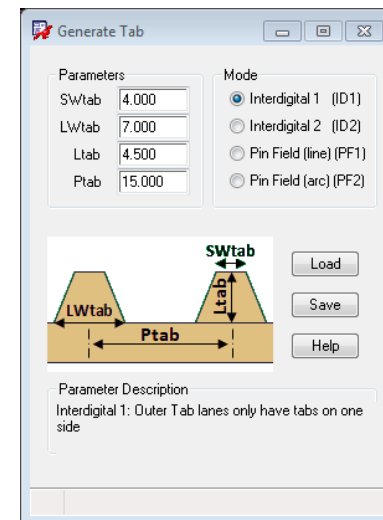 Generate Tab
Parameters
SWtab 4.000
LWtab 7.000
Ltab 4.500
Ptab 15.000
Mode
Interdigital 1 (ID1)
Interdigital 2 (ID2)
Pin Field (line) (PF1)
Pin Field (arc) (PF2)
SWtab
Ltab
LWtab
Ptab
Load
Save
Help
Parameter Description
Interdigital 1: Outer Tab lanes only have tabs on one
side